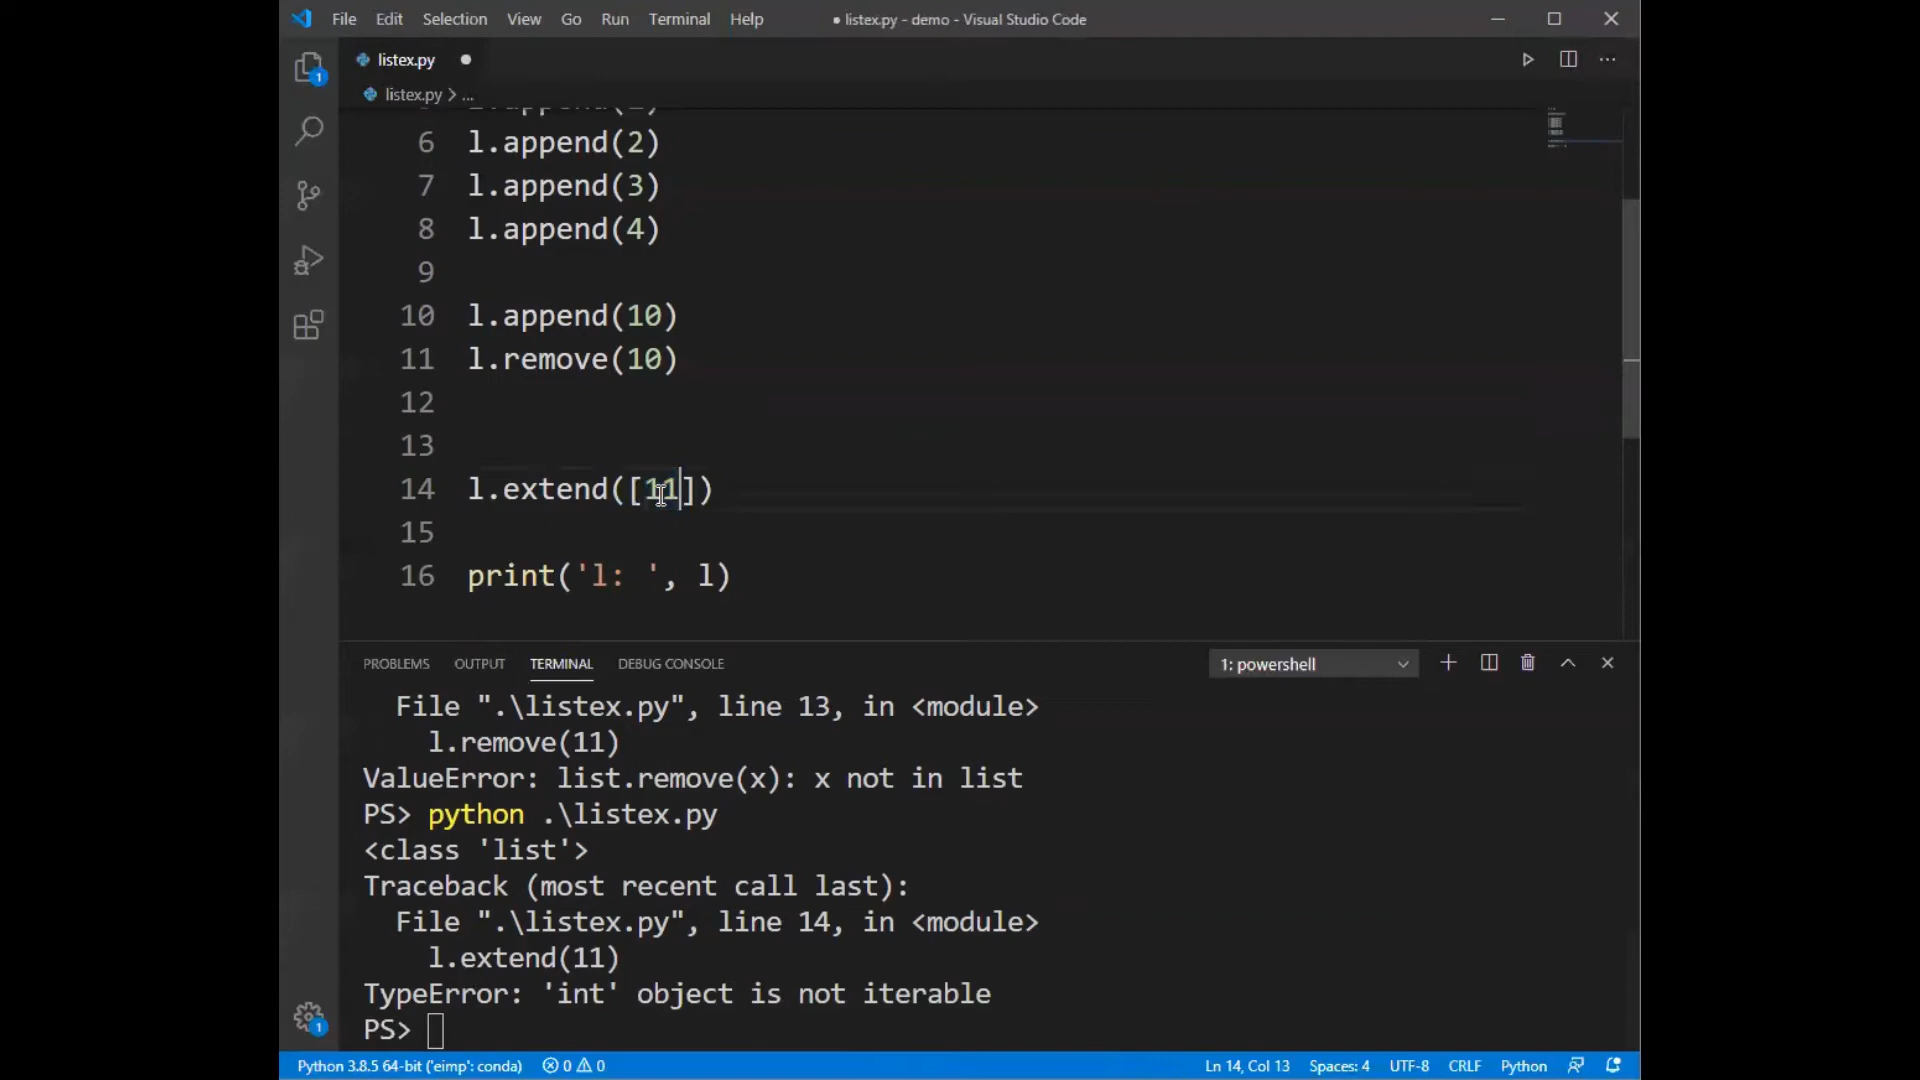 File Edit Selection View Go Run Terminal Help ● listex.py - demo - Visual Studio Code
listex.py ●
listex.py > ...
6 l.append(2)
7 l.append(3)
8 l.append(4)
9
10 l.append(10)
11 l.remove(10)
12
13
14 l.extend([11])
15
16 print('l: ', l)
PROBLEMS OUTPUT TERMINAL DEBUG CONSOLE 1: powershell
File ".\listex.py", line 13, in <module>
l.remove(11)
ValueError: list.remove(x): x not in list
PS> python .\listex.py
<class 'list'>
Traceback (most recent call last):
File ".\listex.py", line 14, in <module>
l.extend(11)
TypeError: 'int' object is not iterable
PS>
1
1
Python 3.8.5 64-bit ('eimp': conda) 0 0 Ln 14, Col 13 Spaces: 4 UTF-8 CRLF Python